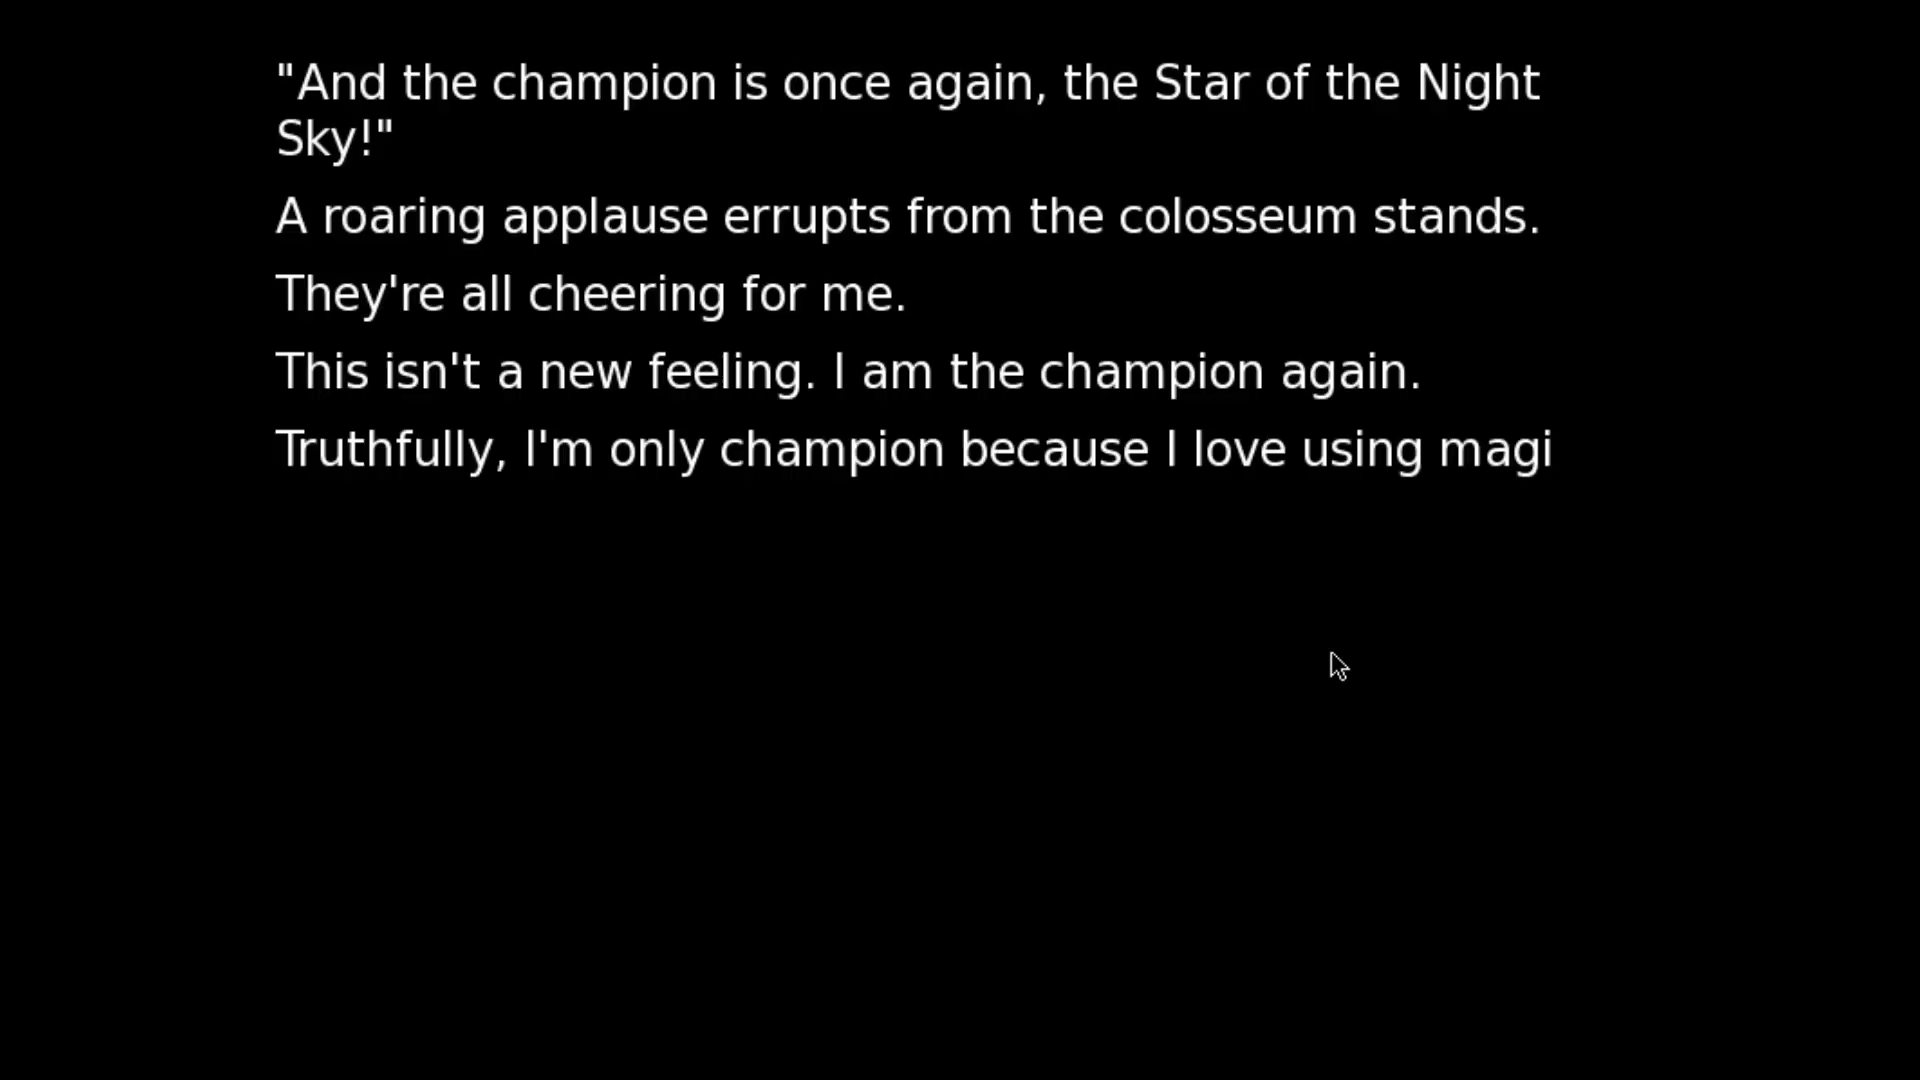 "And the champion is once again, the Star of the Night
Sky!"
A roaring applause errupts from the colosseum stands.
They're all cheering for me.
This isn't a new feeling. I am the champion again.
Truthfully, I'm only champion because I love using magi